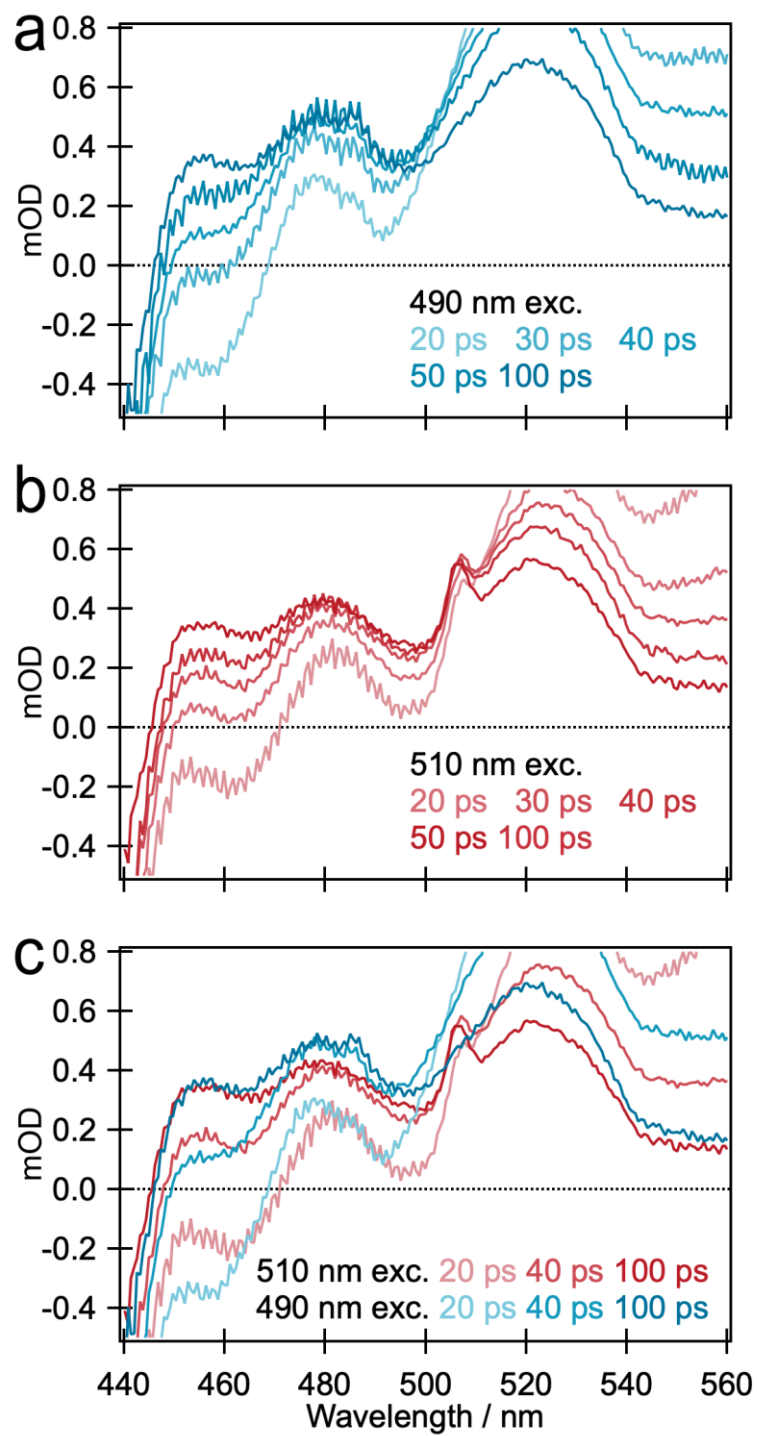 a
0.8
0.6
0.4
0.2
0.0
-0.2
-0.4
mOD
490 nm exc.
20 ps 30 ps 40 ps
50 ps 100 ps
b
0.8
0.6
0.4
0.2
0.0
-0.2
-0.4
mOD
510 nm exc.
20 ps 30 ps 40 ps
50 ps 100 ps
c
0.8
0.6
0.4
0.2
0.0
-0.2
-0.4
mOD
510 nm exc. 20 ps 40 ps 100 ps
490 nm exc. 20 ps 40 ps 100 ps
440 460 480 500 520 540 560
Wavelength / nm